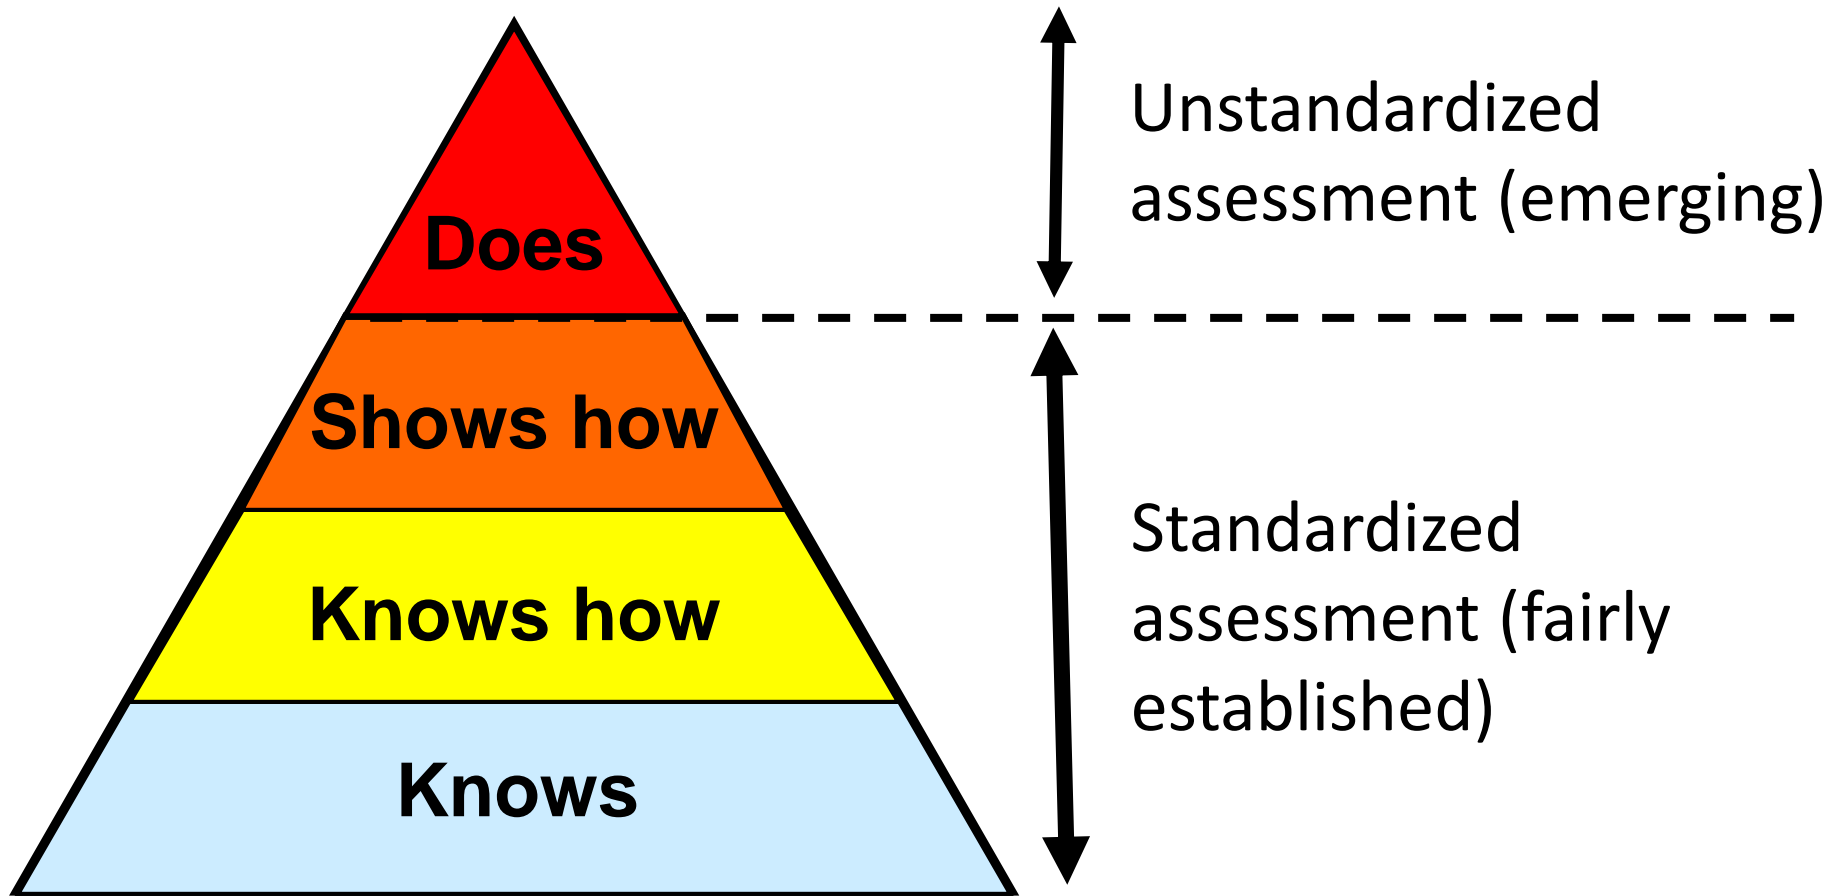 Does
Shows how
Knows how
Knows
Unstandardized
assessment (emerging)
Standardized
assessment (fairly
established)